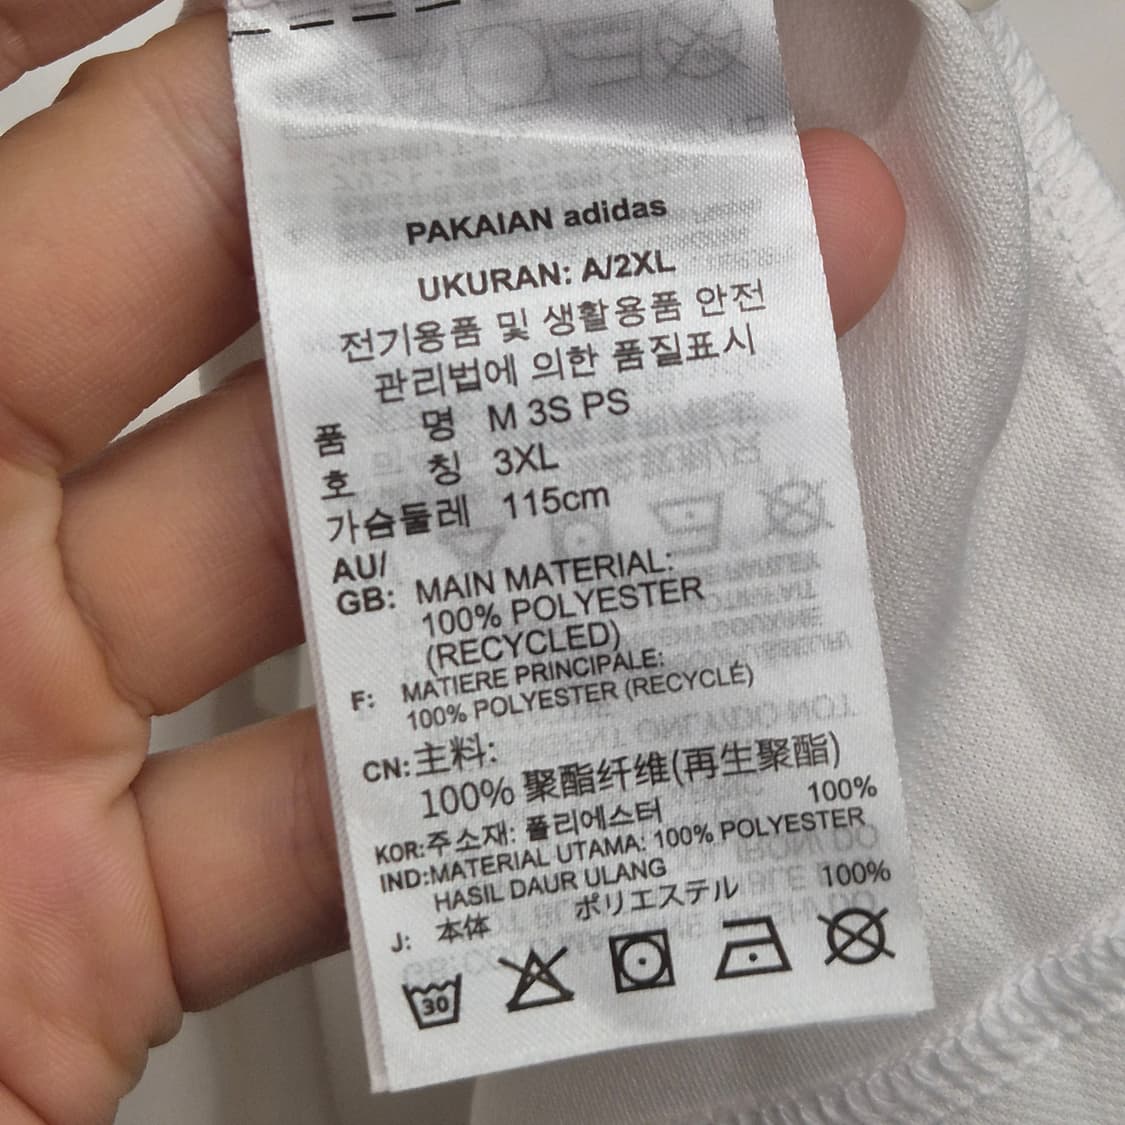 PAKAIAN adidas
UKURAN: A/2XL
전기용품 및 생활용품 안전
관리법에 의한 품질표시
품 명 M 3S PS
호 칭 3XL
가슴둘레 115cm
AU/
GB: MAIN MATERIAL:
100% POLYESTER
(RECYCLED)
F: MATIERE PRINCIPALE:
100% POLYESTER (RECYCLÉ)
CN: 主料:
100% 聚酯纤维(再生聚酯)
KOR:주소재: 폴리에스터 100%
IND:MATERIAL UTAMA: 100% POLYESTER
HASIL DAUR ULANG
J: 本体 ポリエステル 100%
30